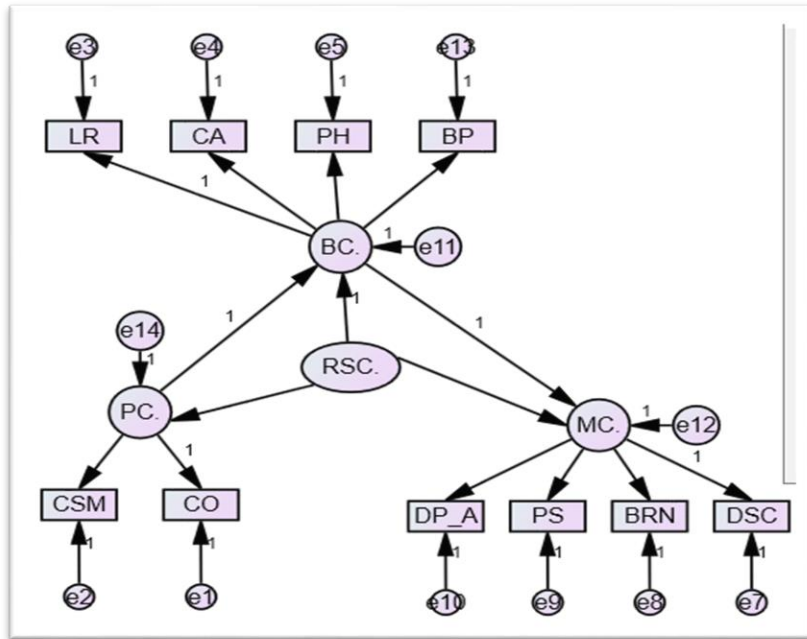 e3 e4 e5 e13
1 1 1 1
LR CA PH BP
1
BC. 1 e11
1 1 1
e14 RSC.
1
PC. MC. 1 e12
1 1
CSM CO DP_A PS BRN DSC
1 1 1 1 1 1
e2 e1 e10 e9 e8 e7